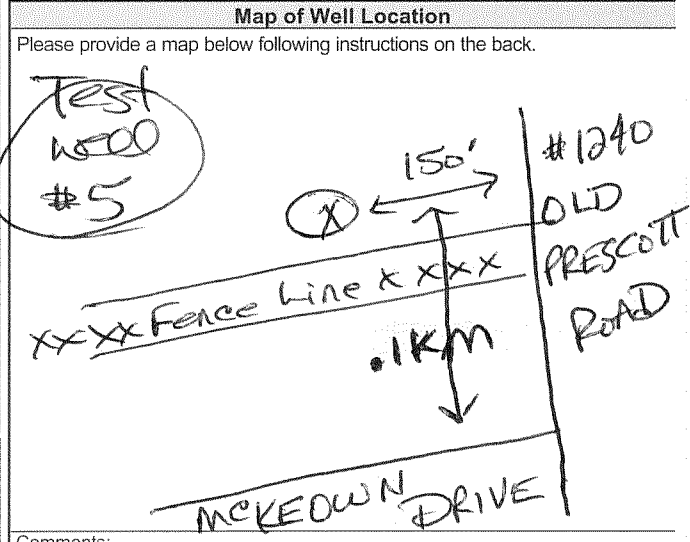 Map of Well Location
Please provide a map below following instructions on the back.
Test
Well
#5
150'
X
#1240
OLD
PRESCOTT
ROAD
xxxx Fence Line x x x x
.1KM
MCKEOWN DRIVE
Comments: